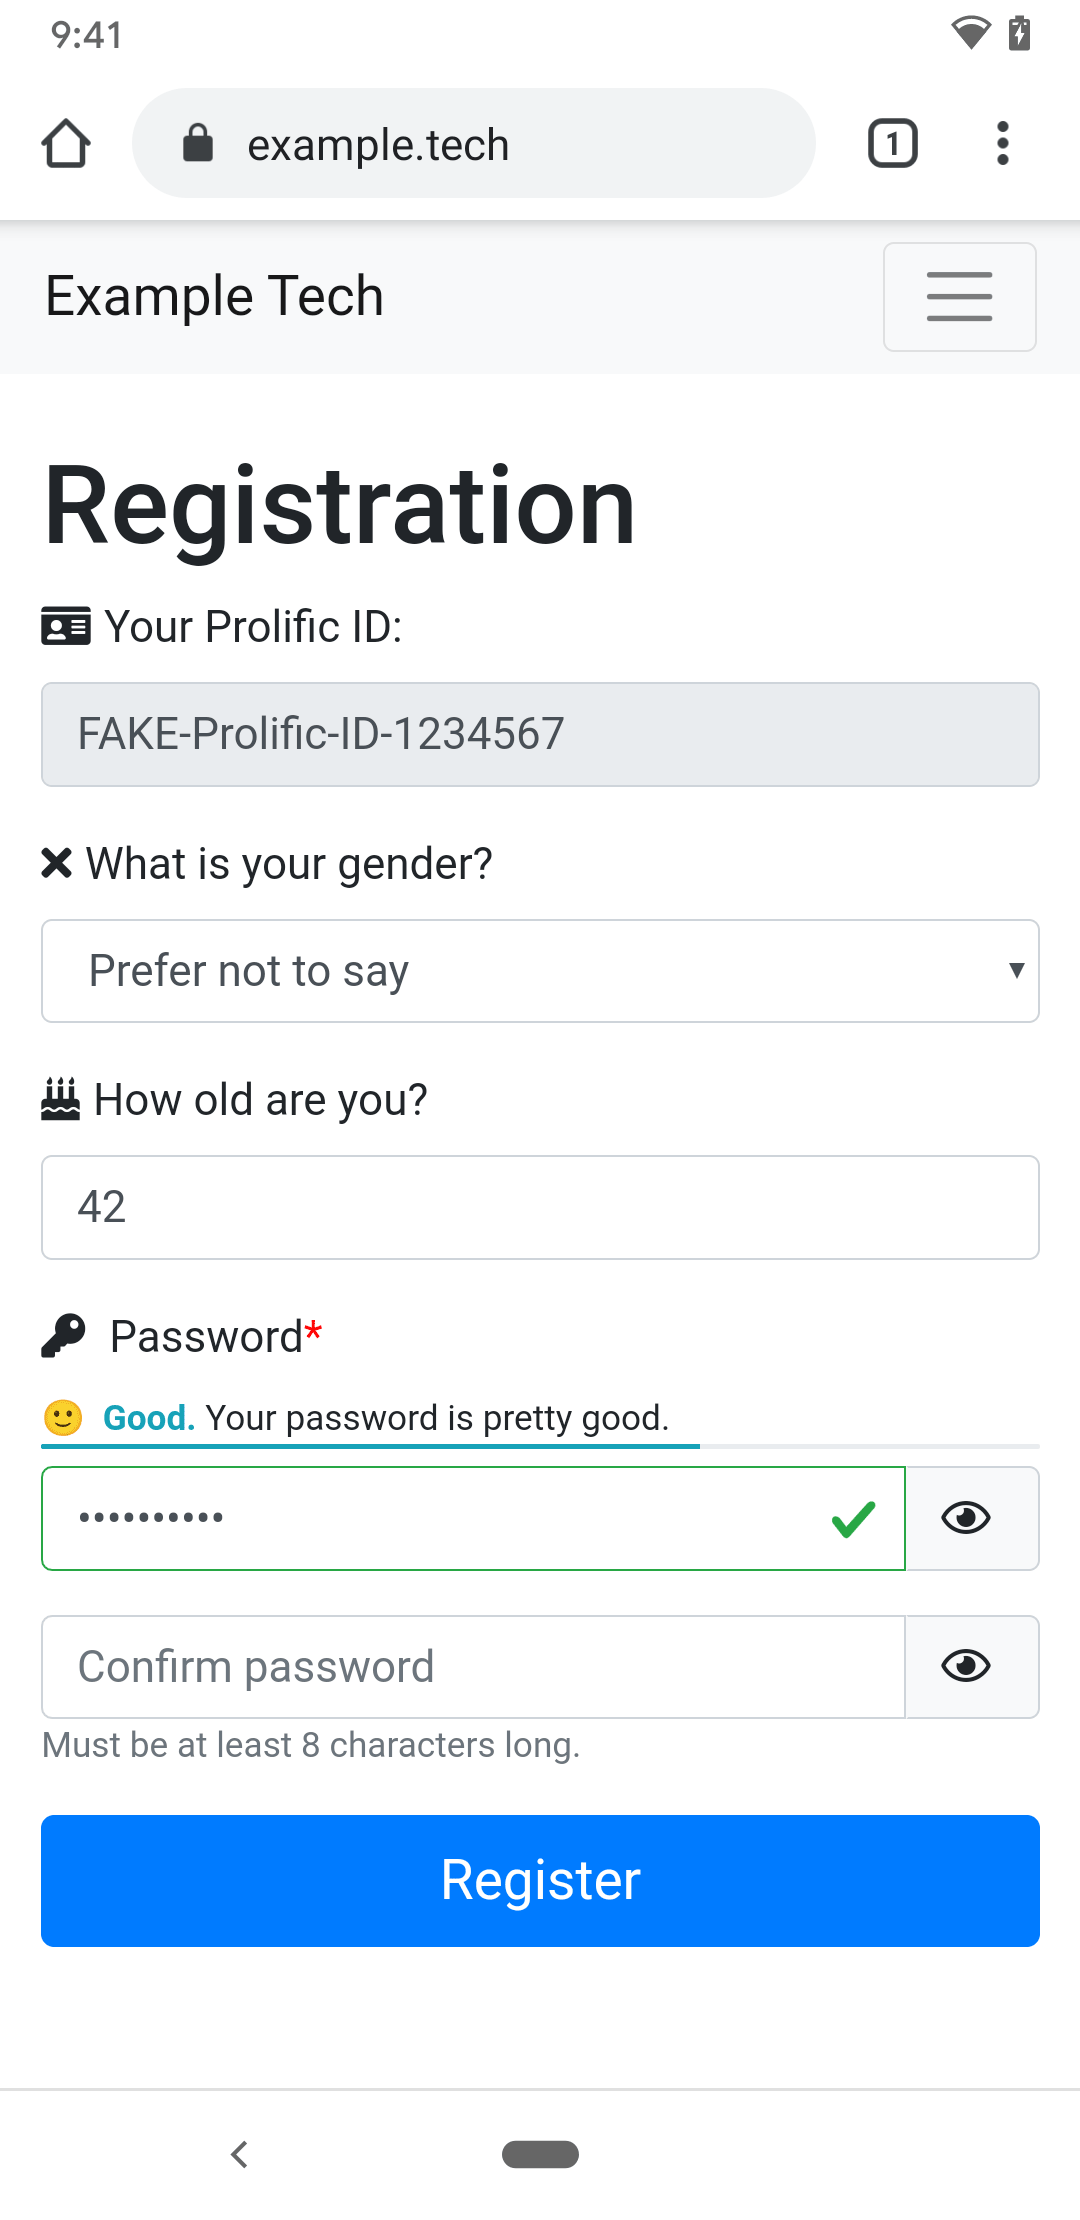 9:41
example.tech
1
Example Tech
Registration
Your Prolific ID:
FAKE-Prolific-ID-1234567
What is your gender?
Prefer not to say
How old are you?
42
Password*
Good. Your password is pretty good.
••••••••••
Confirm password
Must be at least 8 characters long.
Register